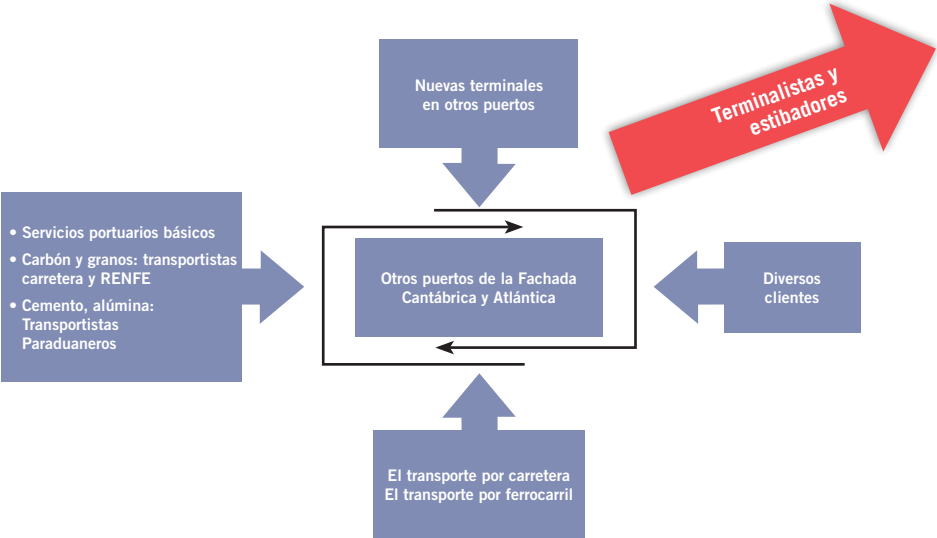 Nuevas terminales
en otros puertos
Terminalistas y
estibadores
• Servicios portuarios básicos
• Carbón y granos: transportistas
carretera y RENFE
• Cemento, alúmina:
Transportistas
Paraduaneros
Otros puertos de la Fachada
Cantábrica y Atlántica
Diversos
clientes
El transporte por carretera
El transporte por ferrocarril